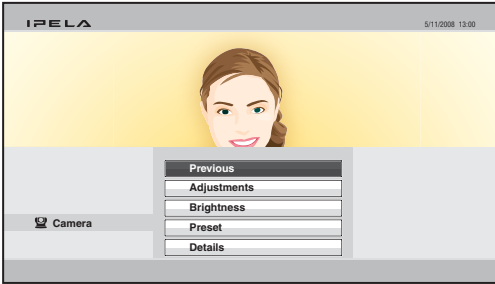 IPELA
5/11/2008 13:00
Previous
Adjustments
Brightness
Camera
Preset
Details